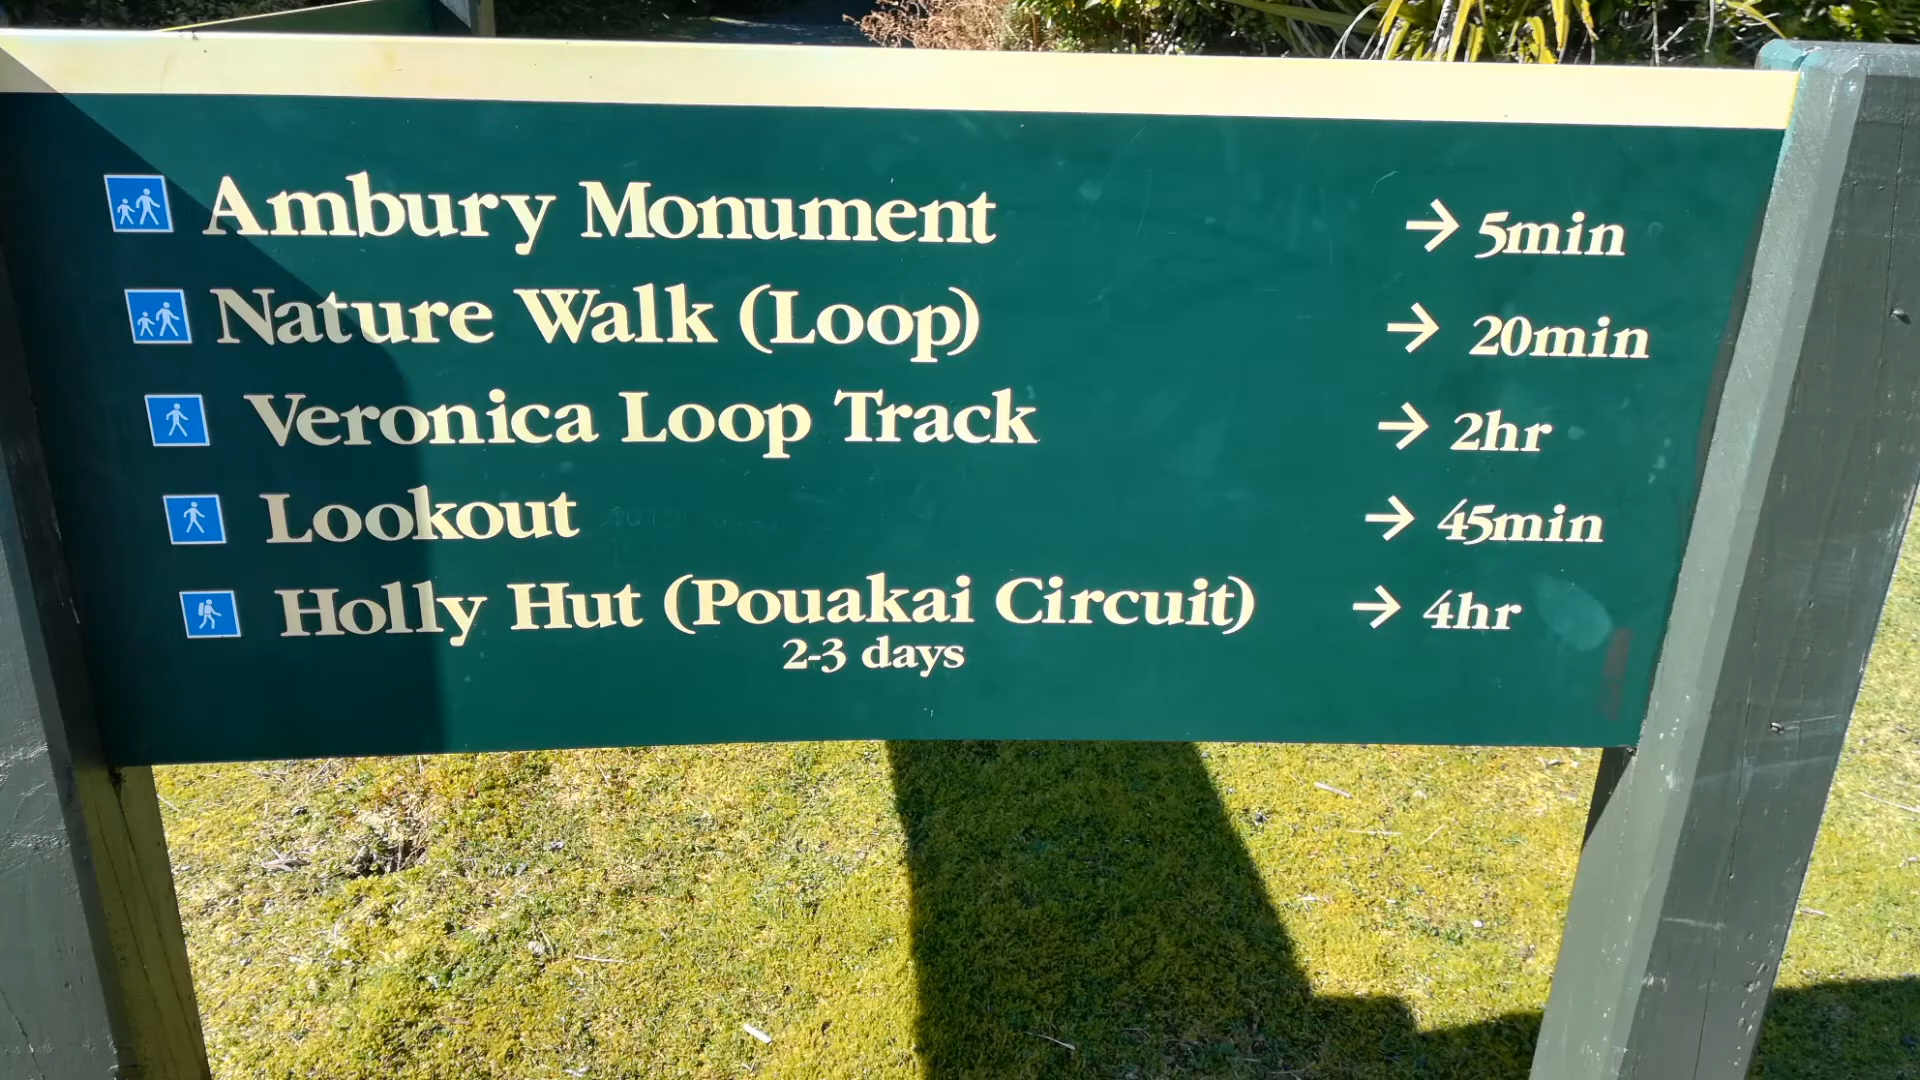 Ambury Monument → 5min
Nature Walk (Loop) → 20min
Veronica Loop Track → 2hr
Lookout → 45min
Holly Hut (Pouakai Circuit) → 4hr
2-3 days